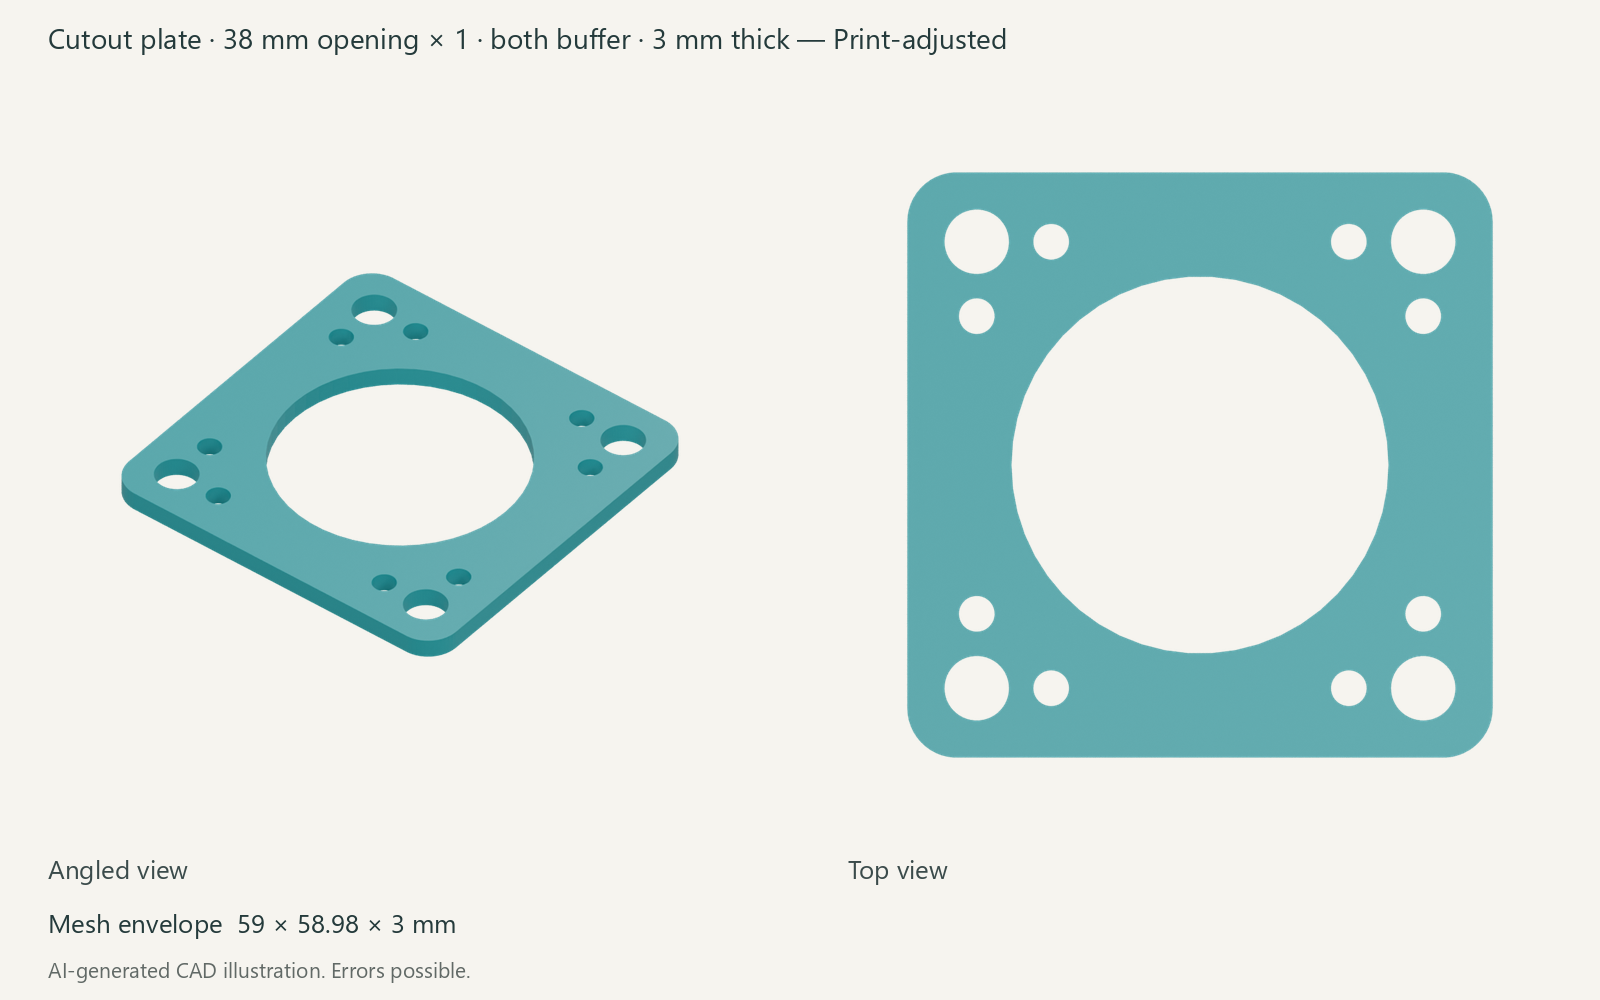 Cutout plate · 38 mm opening × 1 · both buffer · 3 mm thick — Print-adjusted
Angled view
Top view
Mesh envelope 59 × 58.98 × 3 mm
AI-generated CAD illustration. Errors possible.